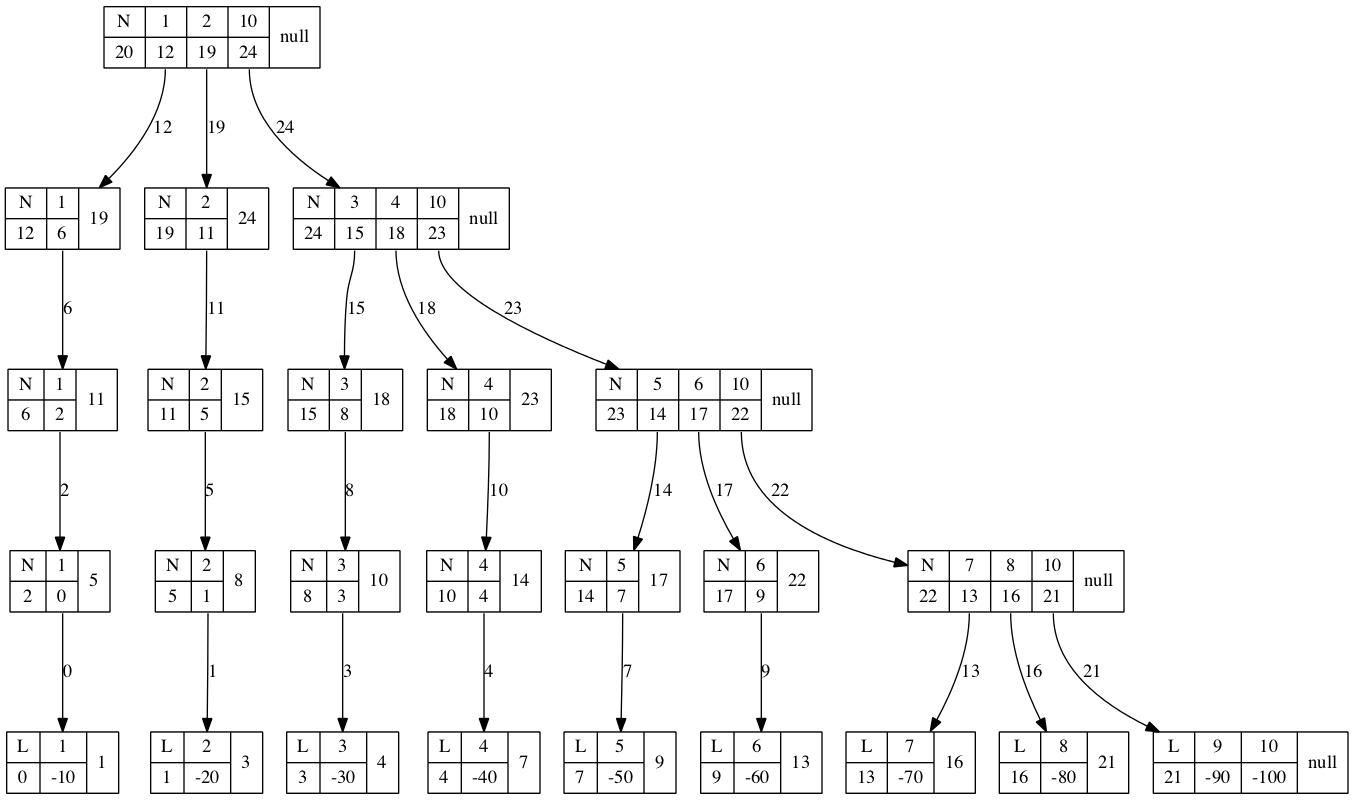 N 1 2 10 null
20 12 19 24
12 19 24
N 1 19 N 2 24 N 3 4 10 null
12 6 19 11 24 15 18 23
6 11 15 18 23
N 1 11 N 2 15 N 3 18 N 4 23 N 5 6 10 null
6 2 11 5 15 8 18 10 23 14 17 22
2 5 8 10 14 17 22
N 1 5 N 2 8 N 3 10 N 4 14 N 5 17 N 6 22 N 7 8 10 null
2 0 5 1 8 3 10 4 14 7 17 9 22 13 16 21
0 1 3 4 7 9 13 16 21
L 1 1 L 2 3 L 3 4 L 4 7 L 5 9 L 6 13 L 7 16 L 8 21 L 9 10 null
0 -10 1 -20 3 -30 4 -40 7 -50 9 -60 13 -70 16 -80 21 -90 -100